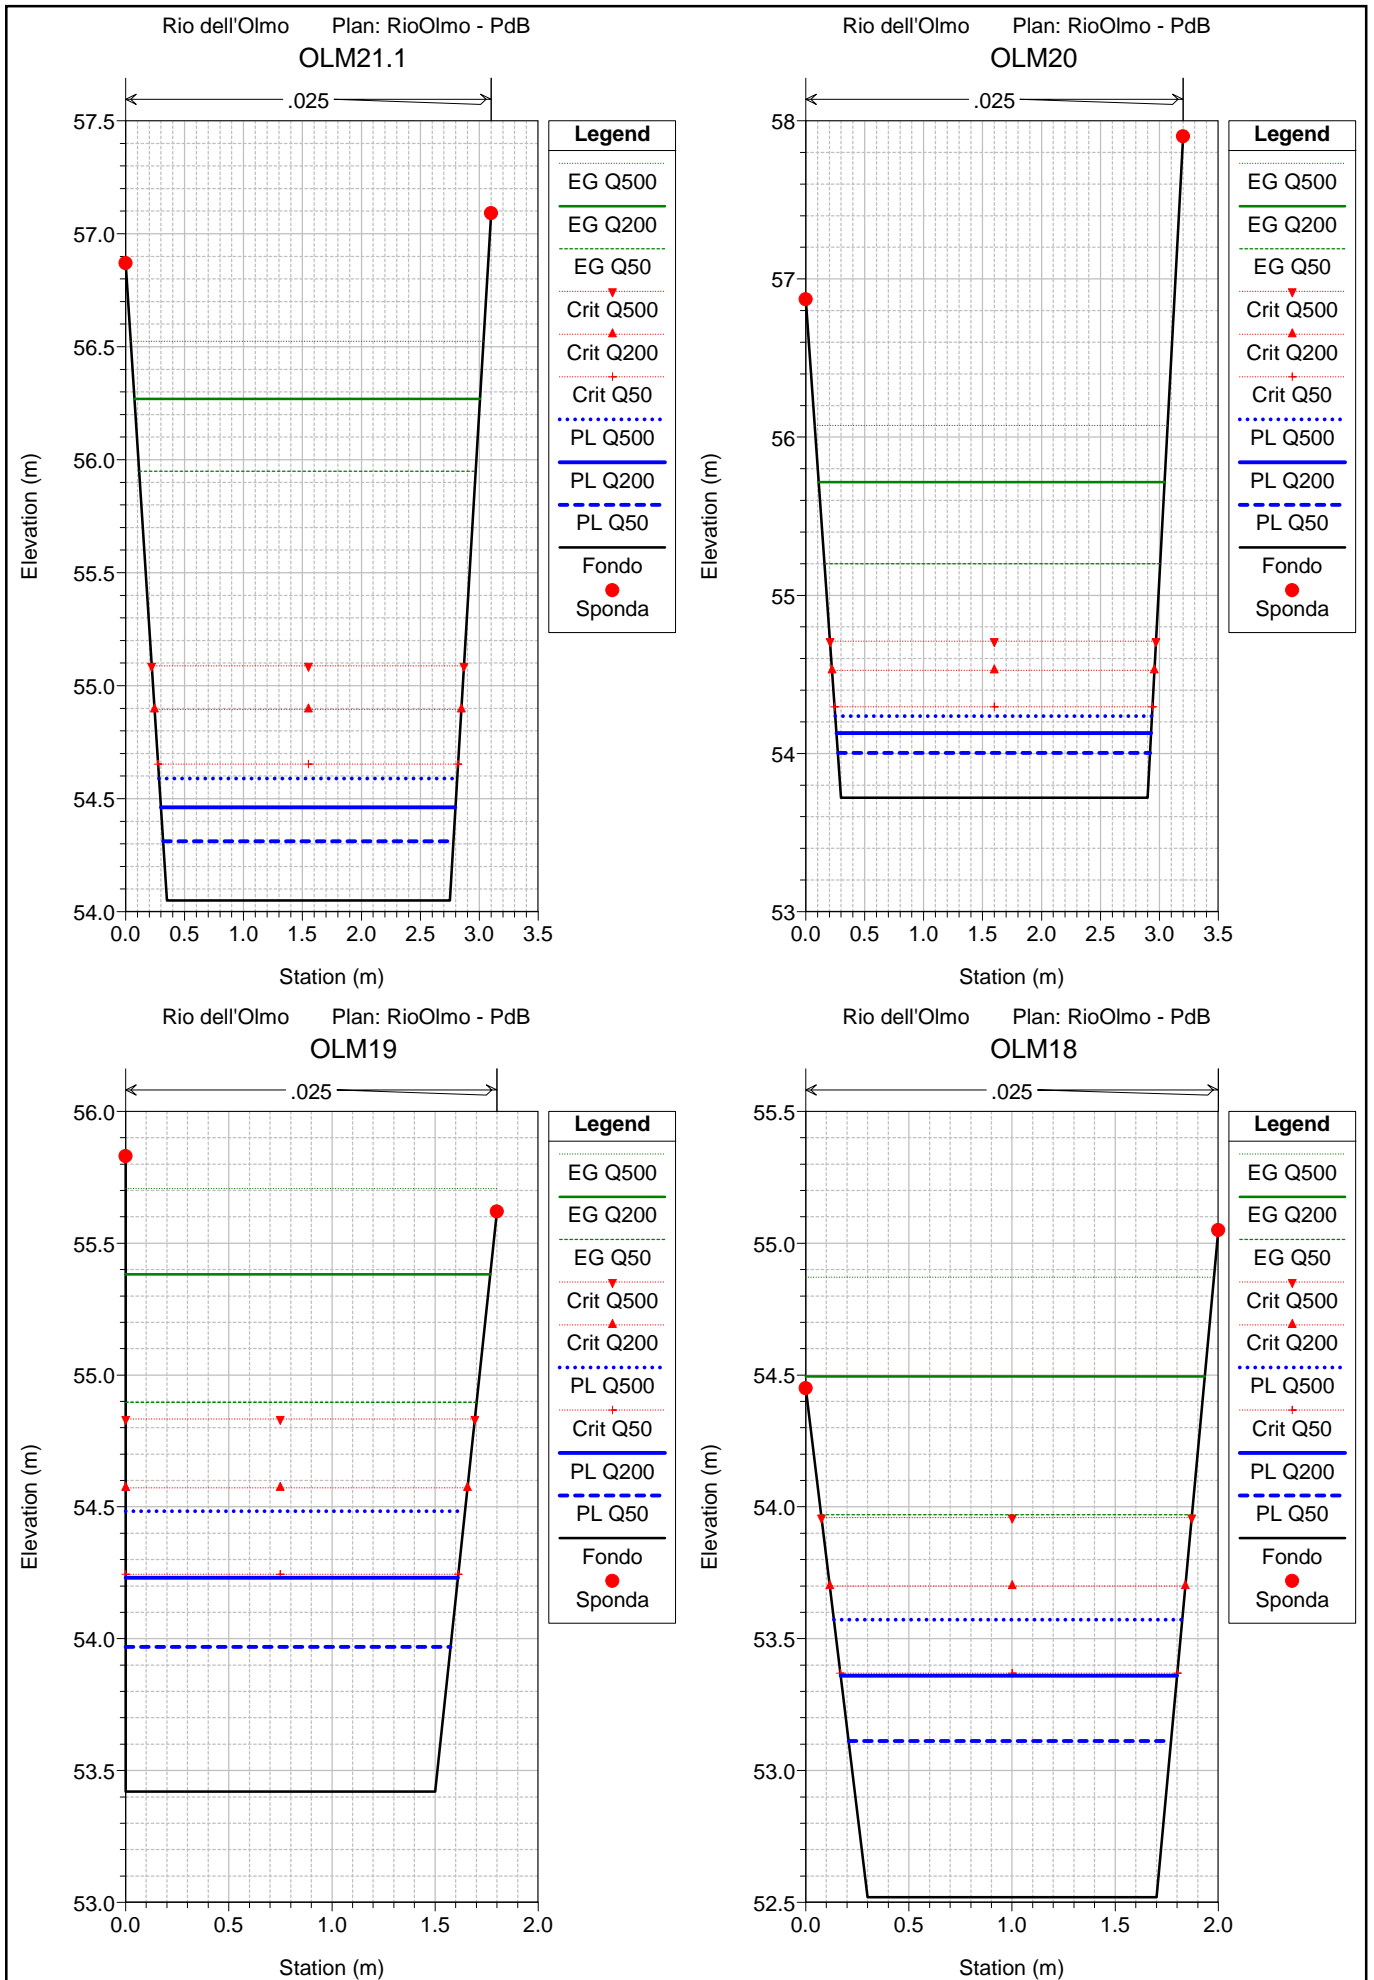 Rio dell'Olmo Plan: RioOlmo - PdB
OLM21.1
.025
57.5
57.0
56.5
56.0
55.5
55.0
54.5
54.0
Elevation (m)
0.0 0.5 1.0 1.5 2.0 2.5 3.0 3.5
Station (m)
Legend
EG Q500
EG Q200
EG Q50
Crit Q500
Crit Q200
Crit Q50
PL Q500
PL Q200
PL Q50
Fondo
Sponda
Rio dell'Olmo Plan: RioOlmo - PdB
OLM20
.025
58
57
56
55
54
53
Elevation (m)
0.0 0.5 1.0 1.5 2.0 2.5 3.0 3.5
Station (m)
Legend
EG Q500
EG Q200
EG Q50
Crit Q500
Crit Q200
Crit Q50
PL Q500
PL Q200
PL Q50
Fondo
Sponda
Rio dell'Olmo Plan: RioOlmo - PdB
OLM19
.025
56.0
55.5
55.0
54.5
54.0
53.5
53.0
Elevation (m)
0.0 0.5 1.0 1.5 2.0
Station (m)
Legend
EG Q500
EG Q200
EG Q50
Crit Q500
Crit Q200
PL Q500
Crit Q50
PL Q200
PL Q50
Fondo
Sponda
Rio dell'Olmo Plan: RioOlmo - PdB
OLM18
.025
55.5
55.0
54.5
54.0
53.5
53.0
52.5
Elevation (m)
0.0 0.5 1.0 1.5 2.0
Station (m)
Legend
EG Q500
EG Q200
EG Q50
Crit Q500
Crit Q200
PL Q500
Crit Q50
PL Q200
PL Q50
Fondo
Sponda